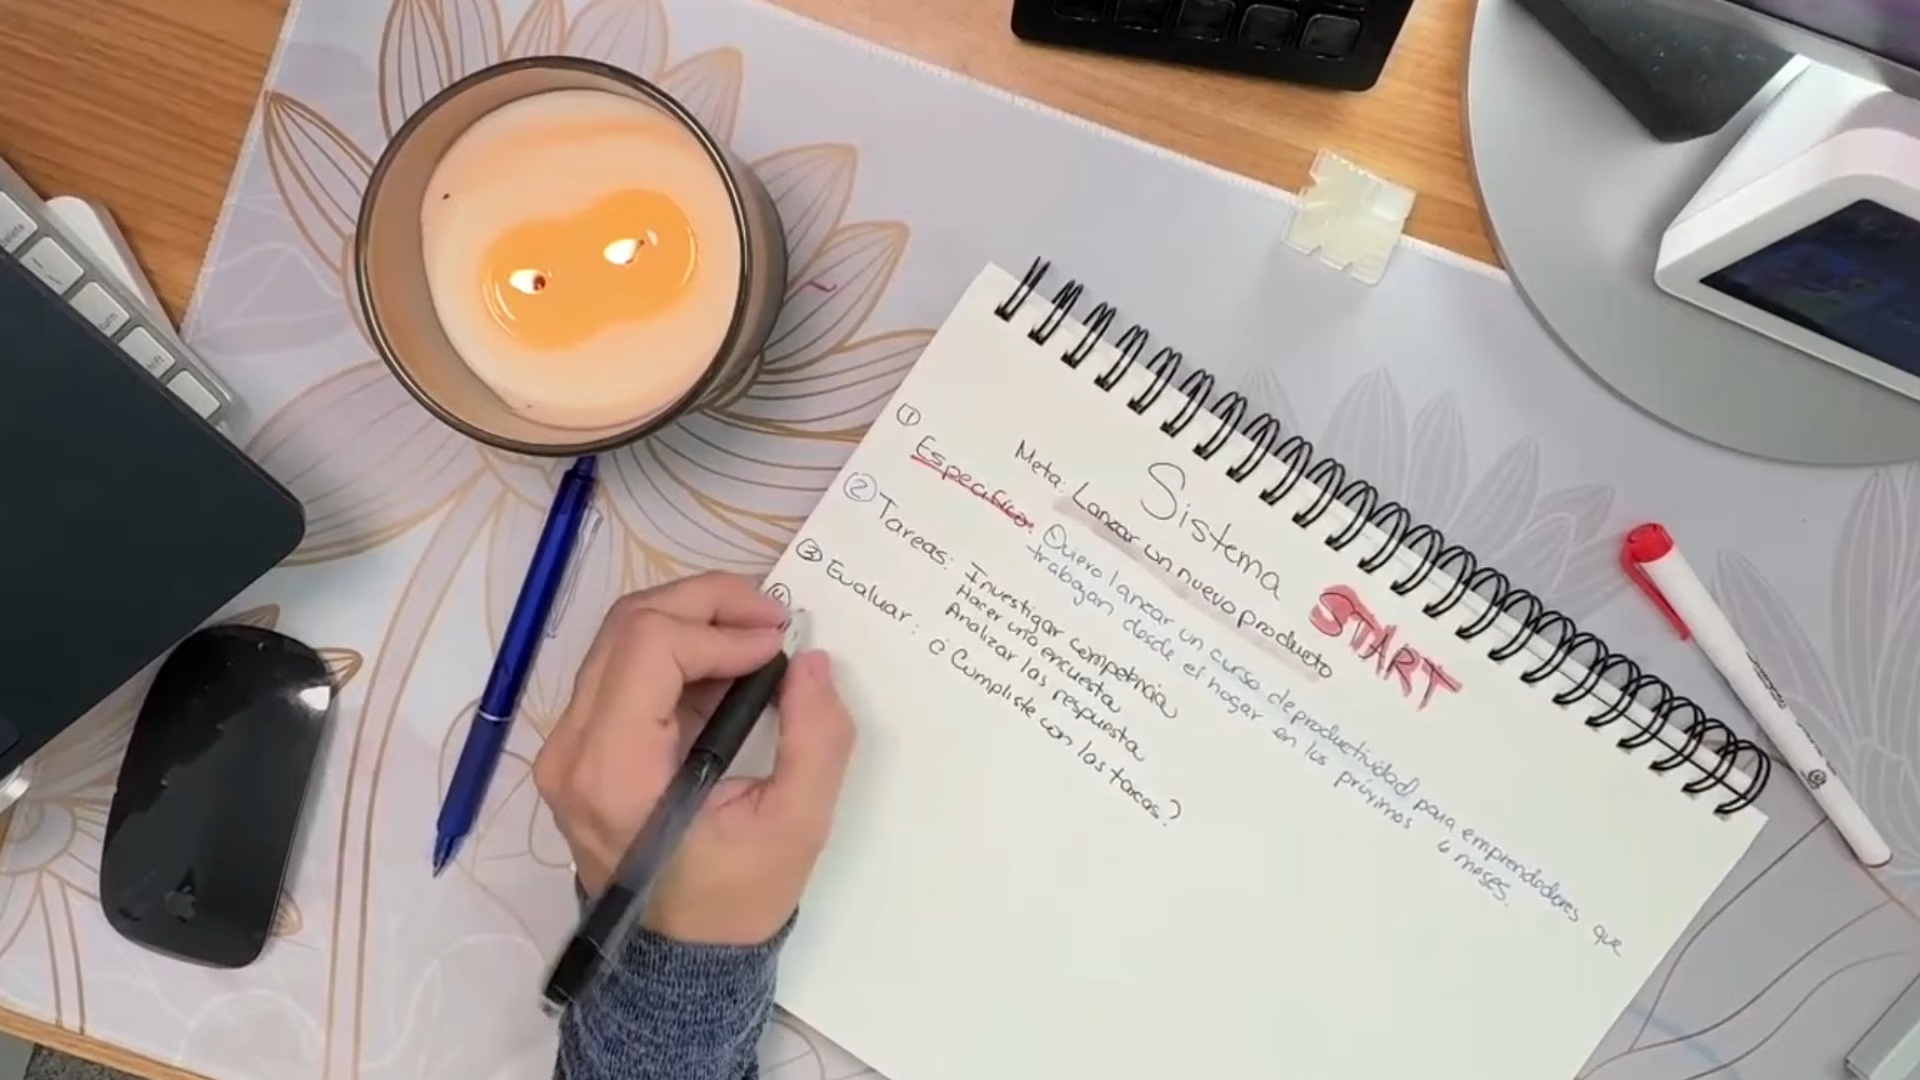 Sistema START
Meta: Lanzar un nuevo producto
① Especifico: Quiero lanzar un curso de productividad para emprendedores que
trabajan desde el hogar en los próximos 6 meses.
② Tareas: Investigar competencia
Hacer una encuesta
Analizar las respuesta
③ Evaluar: ¿Cumpliste con las tareas?
④